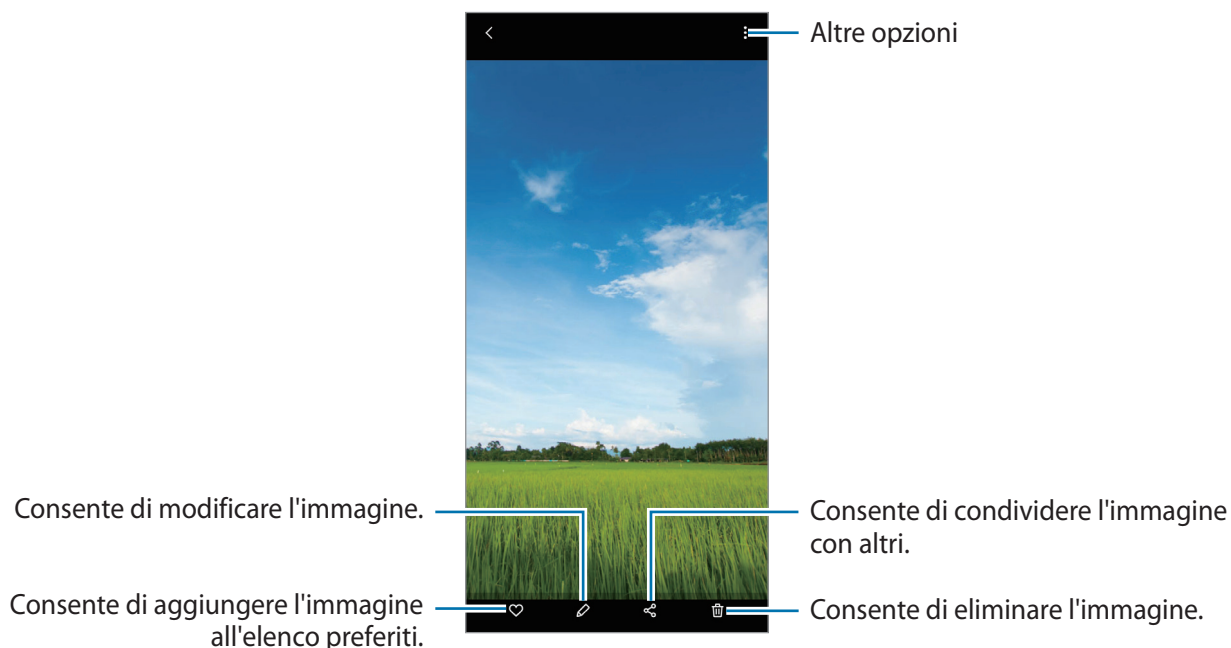 Altre opzioni
Consente di modificare l'immagine.
Consente di condividere l'immagine
con altri.
Consente di aggiungere l'immagine
all'elenco preferiti.
Consente di eliminare l'immagine.